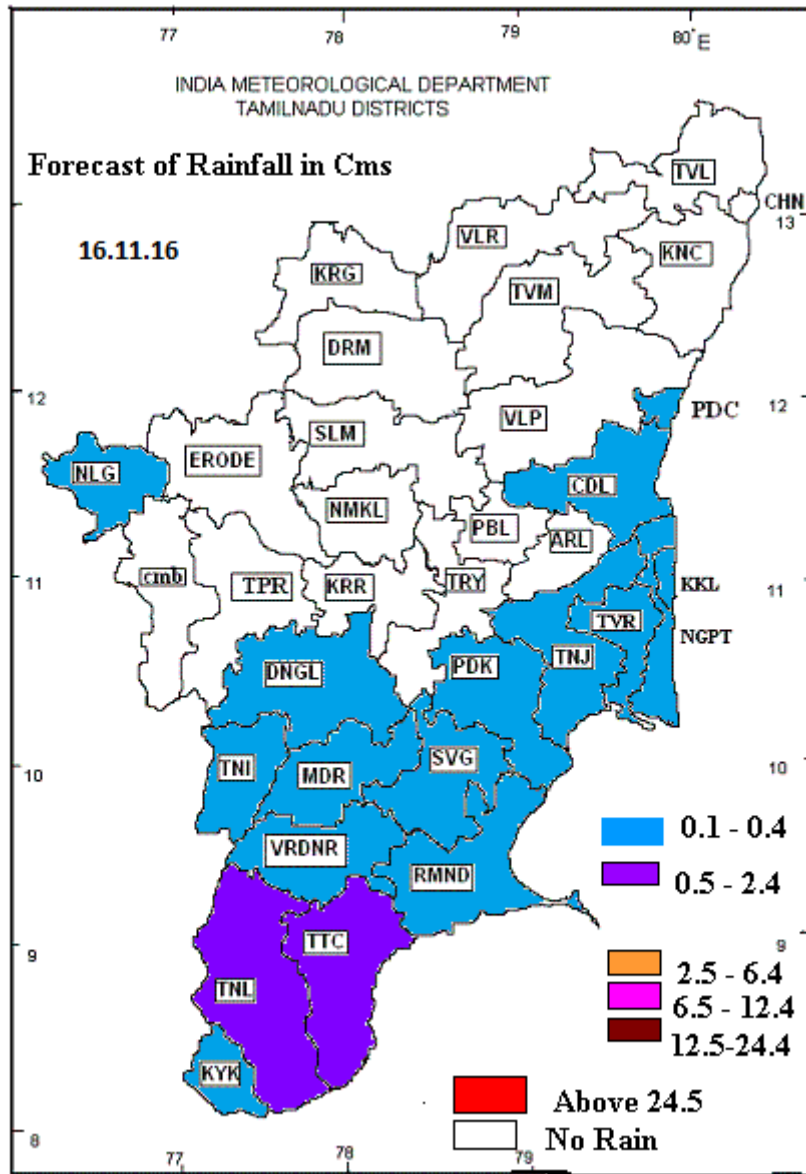 77 78 79 80°E
INDIA METEOROLOGICAL DEPARTMENT
TAMILNADU DISTRICTS
Forecast of Rainfall in Cms
TVL
CHN
13
16.11.16
VLR
KNC
KRG
TVM
DRM
12
12
PDC
VLP
SLM
ERODE
NLG
CDL
NMKL
PBL
ARL
11
cmb
TPR
KRR
TRY
KKL
11
TVR
NGPT
DNGL
PDK
TNJ
10
TNI
MDR
SVG
10
0.1 - 0.4
VRDNR
RMND
0.5 - 2.4
9
TTC
9
2.5 - 6.4
TNL
6.5 - 12.4
12.5-24.4
KYK
Above 24.5
8
No Rain
77 78 79